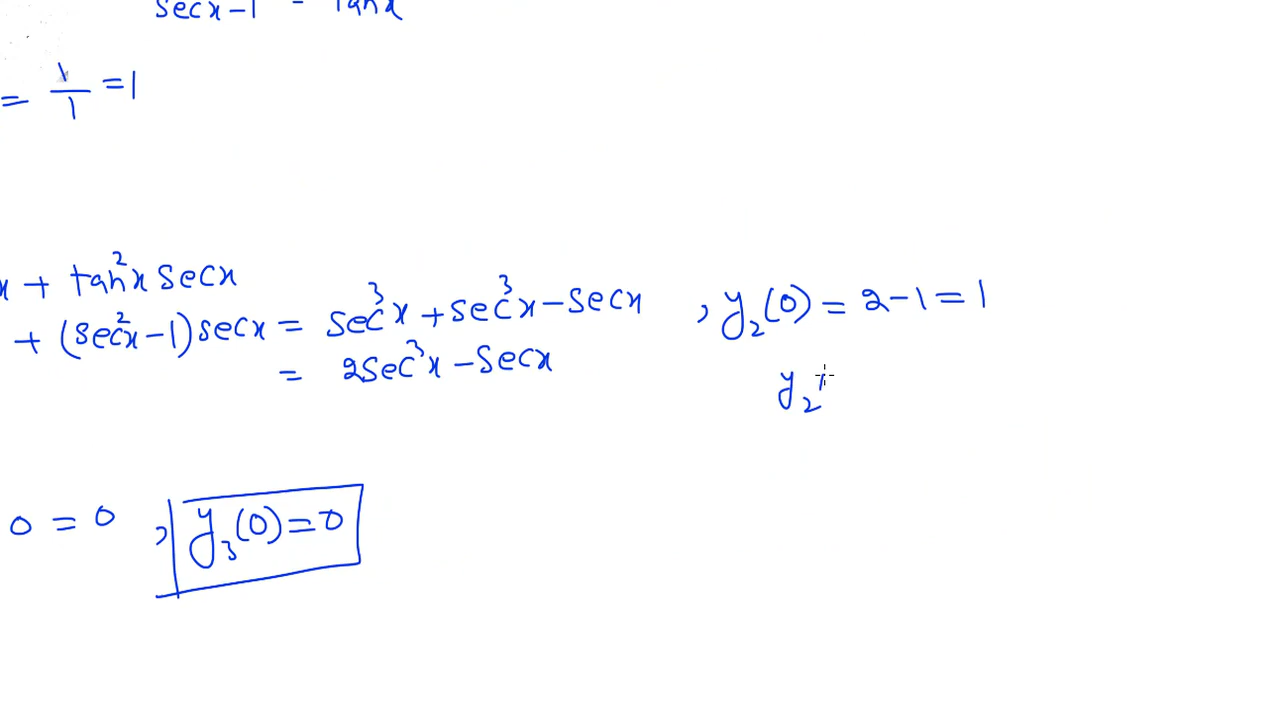 secx-1 - tanx
= 1/1 = 1
x + tan²x secx
+ (sec²x-1)secx = sec³x + sec³x - secx , y₂(0) = 2-1 = 1
= 2sec³x - secx
y₂
0 = 0 , y₃(0) = 0